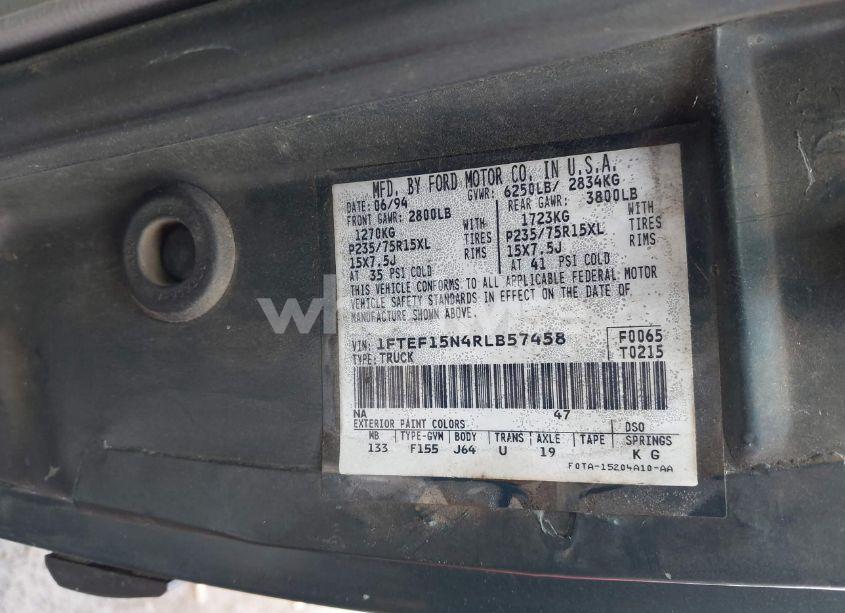 MFD. BY FORD MOTOR CO. IN U.S.A.
DATE: 06/94 GVWR: 6250LB/ 2834KG
FRONT GAWR: 2800LB REAR GAWR: 3800LB
1270KG WITH 1723KG WITH
P235/75R15XL TIRES P235/75R15XL TIRES
15X7.5J RIMS 15X7.5J RIMS
AT 35 PSI COLD AT 41 PSI COLD
THIS VEHICLE CONFORMS TO ALL APPLICABLE FEDERAL MOTOR
VEHICLE SAFETY STANDARDS IN EFFECT ON THE DATE OF
MANUFACTURE SHOWN ABOVE.
VIN: 1FTEF15N4RLB57458 F0065
TYPE: TRUCK T0215
NA 47
EXTERIOR PAINT COLORS DSO
WB TYPE-GVW BODY TRANS AXLE TAPE SPRINGS
133 F155 J64 U 19 K G
F0TA-15204A10-AA